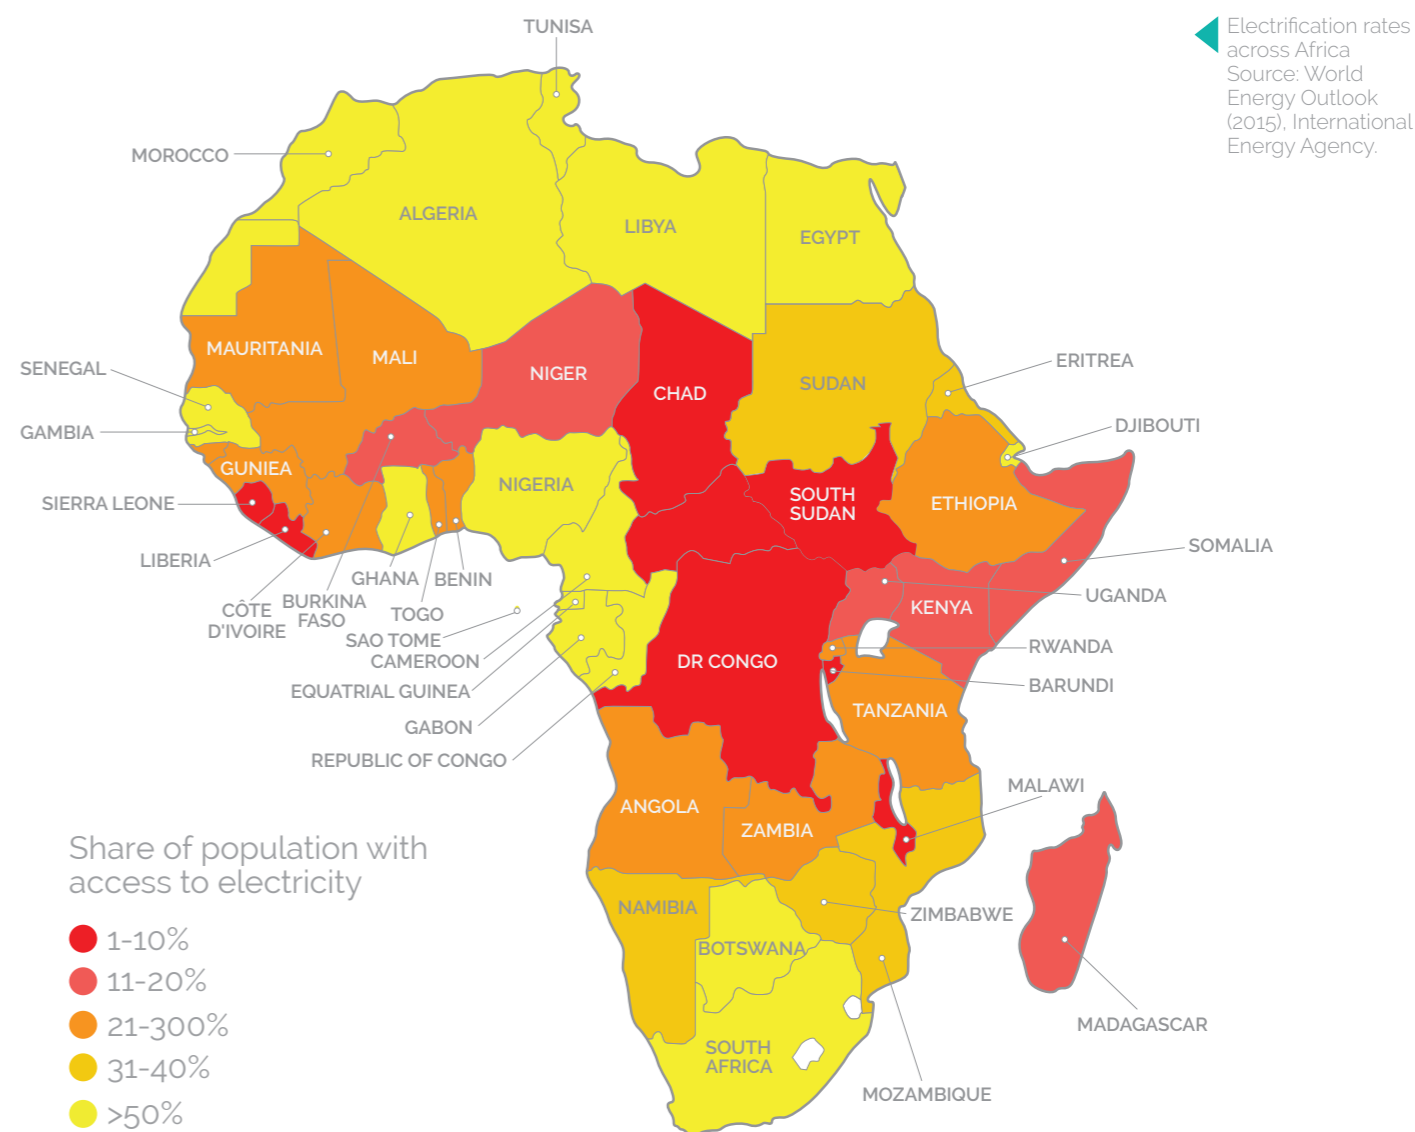 TUNISA
Electrification rates
across Africa
Source: World
Energy Outlook
(2015), International
Energy Agency.
MOROCCO
ALGERIA
LIBYA
EGYPT
MAURITANIA
MALI
NIGER
CHAD
SUDAN
ERITREA
SENEGAL
GAMBIA
DJIBOUTI
GUNIEA
NIGERIA
SOUTH
SUDAN
ETHIOPIA
SIERRA LEONE
LIBERIA
SOMALIA
GHANA
BENIN
UGANDA
CÔTE
D'IVOIRE
BURKINA
FASO
TOGO
KENYA
SAO TOME
CAMEROON
RWANDA
DR CONGO
EQUATRIAL GUINEA
BARUNDI
GABON
TANZANIA
REPUBLIC OF CONGO
MALAWI
ANGOLA
ZAMBIA
Share of population with
access to electricity
NAMIBIA
ZIMBABWE
BOTSWANA
1-10%
11-20%
21-300%
31-40%
>50%
MADAGASCAR
SOUTH
AFRICA
MOZAMBIQUE